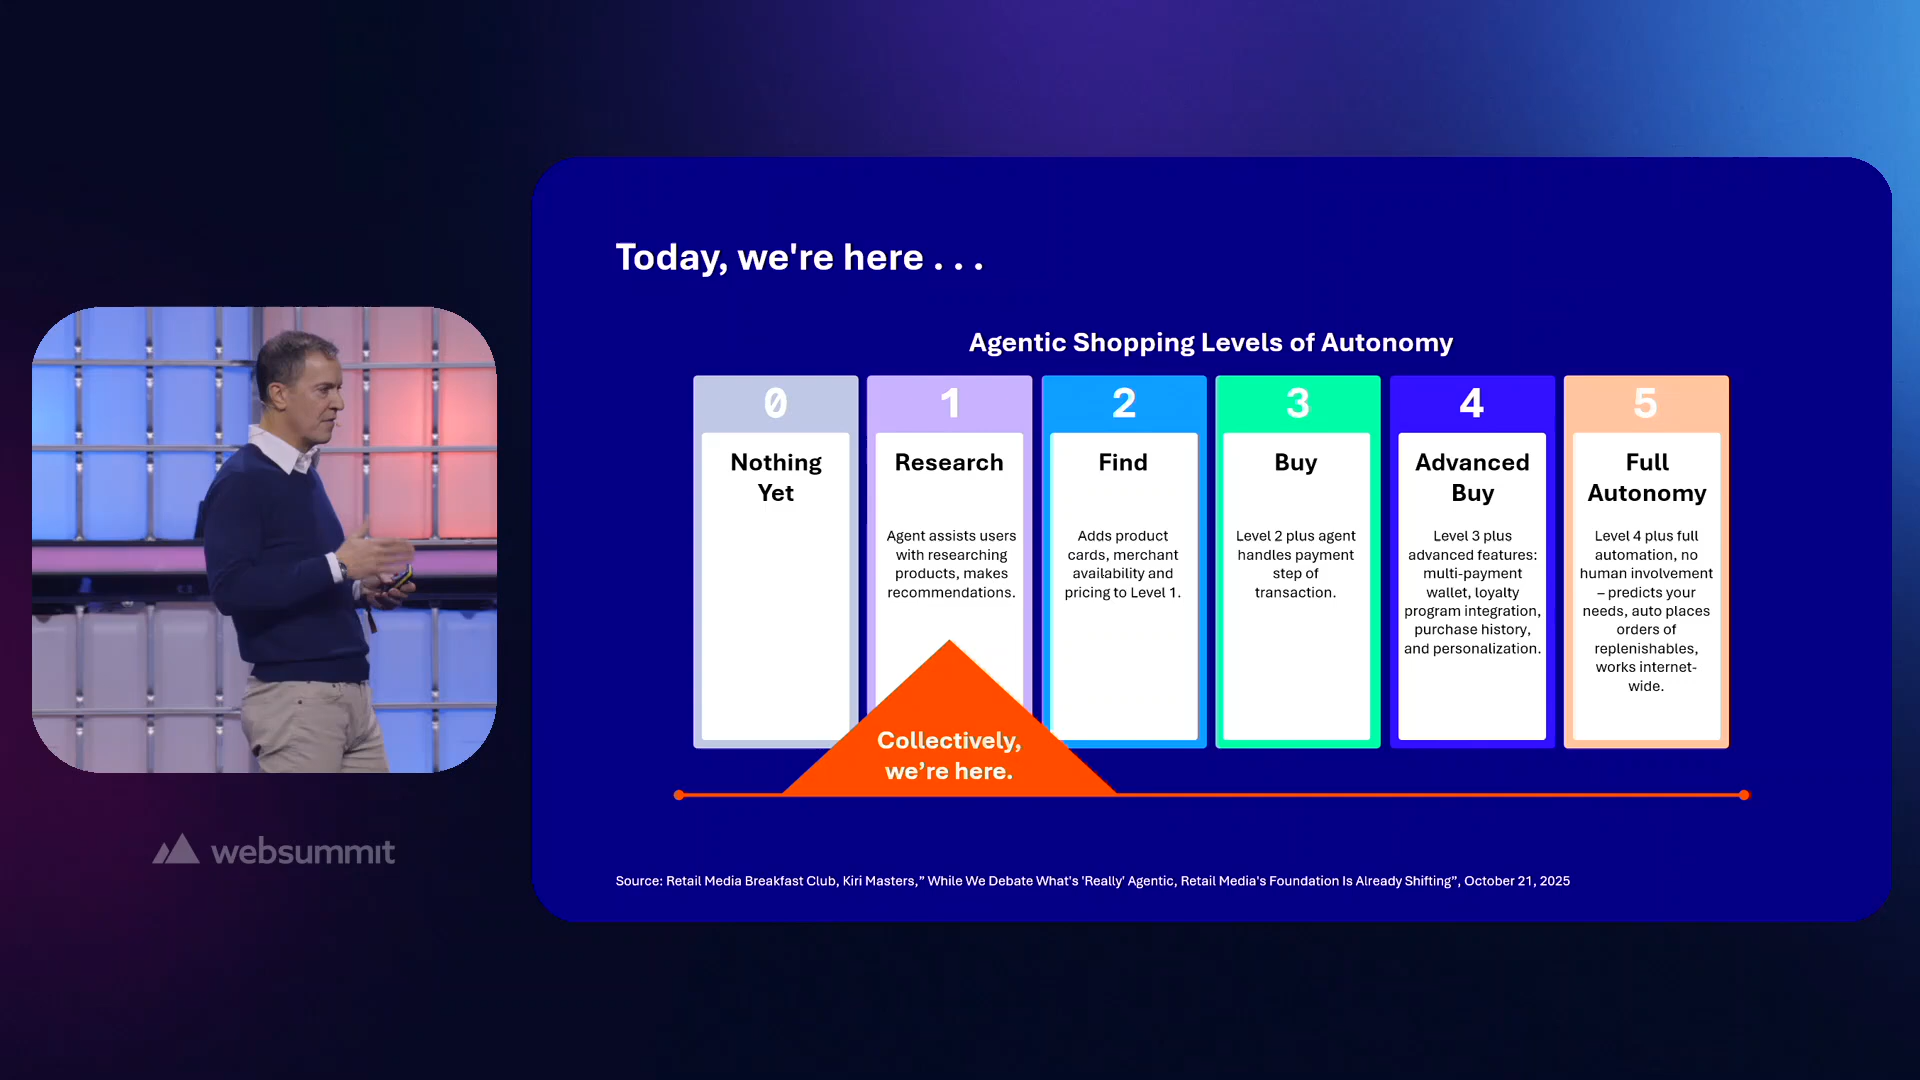 Today, we're here . . .
Agentic Shopping Levels of Autonomy
0
Nothing
Yet
1
Research
Agent assists users
with researching
products, makes
recommendations.
2
Find
Adds product
cards, merchant
availability and
pricing to Level 1.
3
Buy
Level 2 plus agent
handles payment
step of
transaction.
4
Advanced
Buy
Level 3 plus
advanced features:
multi-payment
wallet, loyalty
program integration,
purchase history,
and personalization.
5
Full
Autonomy
Level 4 plus full
automation, no
human involvement
– predicts your
needs, auto places
orders of
replenishables,
works internet-
wide.
Collectively,
we’re here.
Source: Retail Media Breakfast Club, Kiri Masters,” While We Debate What's 'Really’ Agentic, Retail Media's Foundation Is Already Shifting”, October 21, 2025
websummit